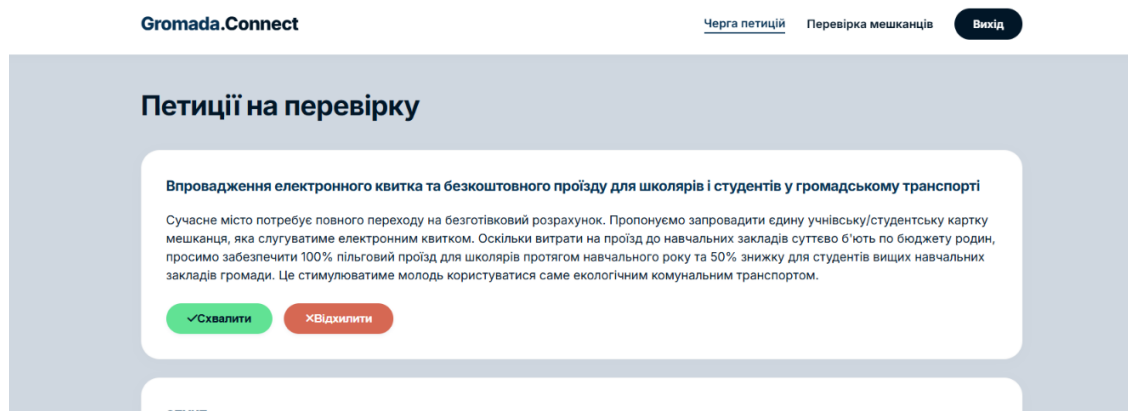 Gromada.Connect
Черга петицій
Перевірка мешканців
Вихід
Петиції на перевірку
Впровадження електронного квитка та безкоштовного проїзду для школярів і студентів у громадському транспорті
Сучасне місто потребує повного переходу на безготівковий розрахунок. Пропонуємо запровадити єдину учнівську/студентську картку
мешканця, яка слугуватиме електронним квитком. Оскільки витрати на проїзд до навчальних закладів суттєво б'ють по бюджету родин,
просимо забезпечити 100% пільговий проїзд для школярів протягом навчального року та 50% знижку для студентів вищих навчальних
закладів громади. Це стимулюватиме молодь користуватися саме екологічним комунальним транспортом.
✓Схвалити
✕Відхилити